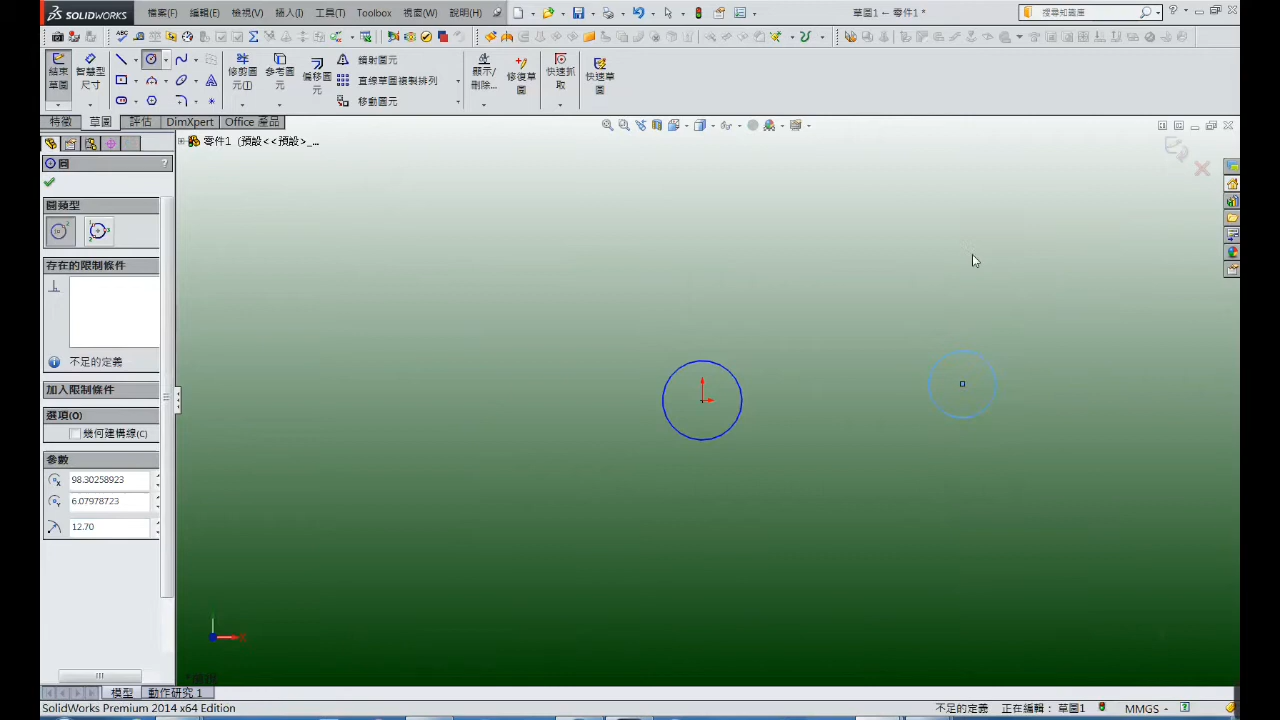 SOLIDWORKS 檔案(F) 編輯(E) 檢視(V) 插入(I) 工具(T) Toolbox 視窗(W) 說明(H) 草圖1 ← 零件1 * 搜尋知識庫
結束草圖 智慧型尺寸 修剪圖元(I) 參考圖元 偏移圖元 鏡射圖元 顯示/刪除... 修復草圖 快速抓取 快速草圖
直線草圖複製排列
移動圖元
特徵 草圖 評估 DimXpert Office 產品
零件1 (預設<<預設>_...
圓 ?
圓類型
存在的限制條件
不足的定義
加入限制條件
選項(O)
幾何建構線(C)
參數
98.30258923
6.07978723
12.70
模型 動作研究 1
SolidWorks Premium 2014 x64 Edition 不足的定義 正在編輯: 草圖1 MMGS